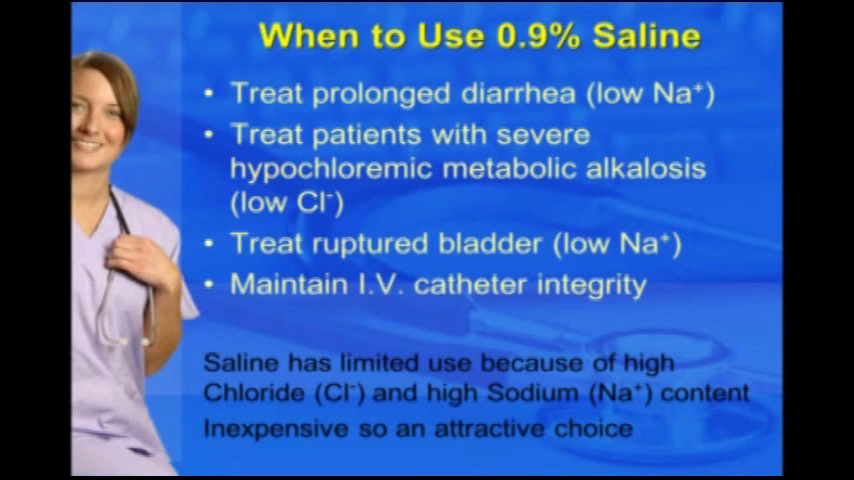 When to Use 0.9% Saline
• Treat prolonged diarrhea (low Na⁺)
• Treat patients with severe
hypochloremic metabolic alkalosis
(low Cl⁻)
• Treat ruptured bladder (low Na⁺)
• Maintain I.V. catheter integrity
Saline has limited use because of high
Chloride (Cl⁻) and high Sodium (Na⁺) content
Inexpensive so an attractive choice